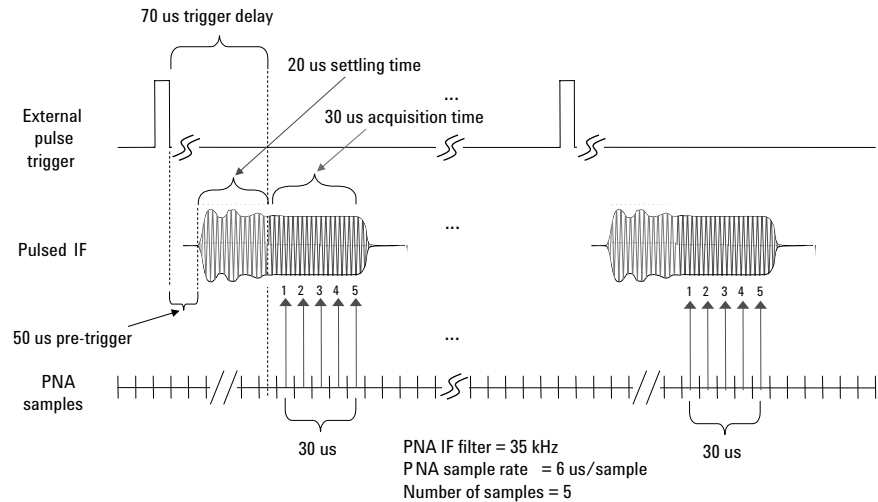 70 us trigger delay
20 us settling time
...
30 us acquisition time
External
pulse
trigger
Pulsed IF
...
1 2 3 4 5
1 2 3 4 5
50 us pre-trigger
...
PNA
samples
30 us
30 us
PNA IF filter = 35 kHz
PNA sample rate = 6 us/sample
Number of samples = 5